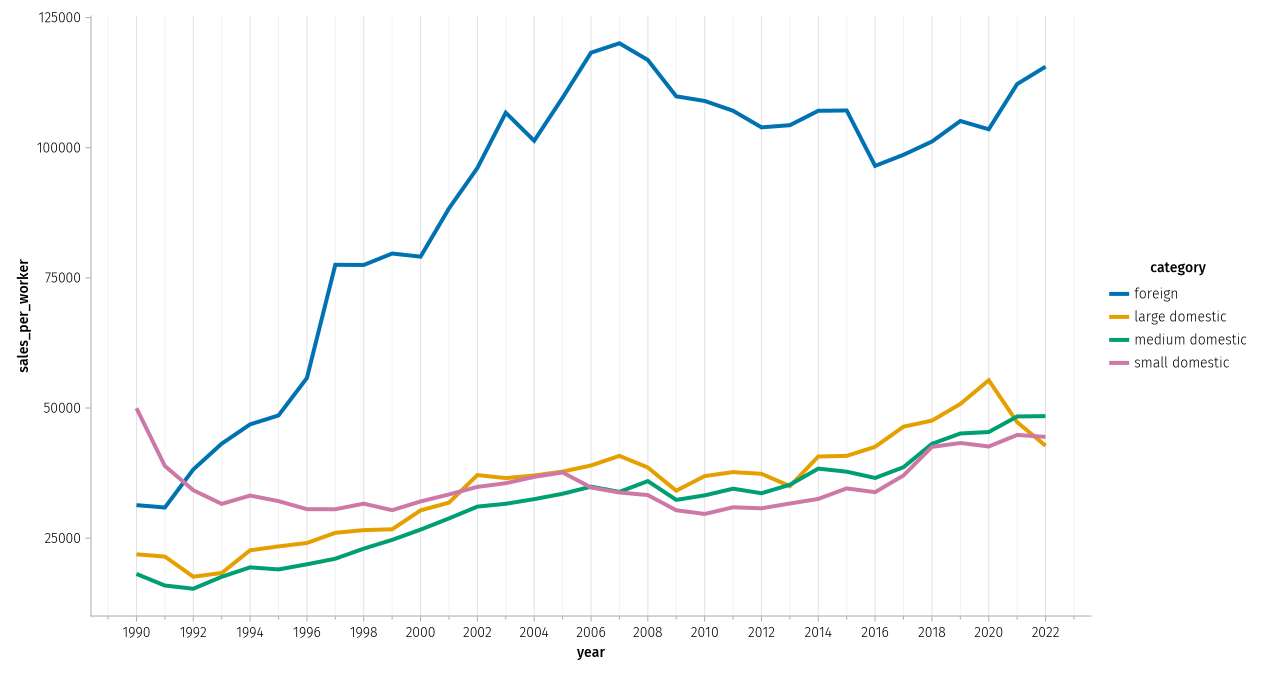 125000
100000
75000
50000
25000
sales_per_worker
1990 1992 1994 1996 1998 2000 2002 2004 2006 2008 2010 2012 2014 2016 2018 2020 2022
year
category
foreign
large domestic
medium domestic
small domestic